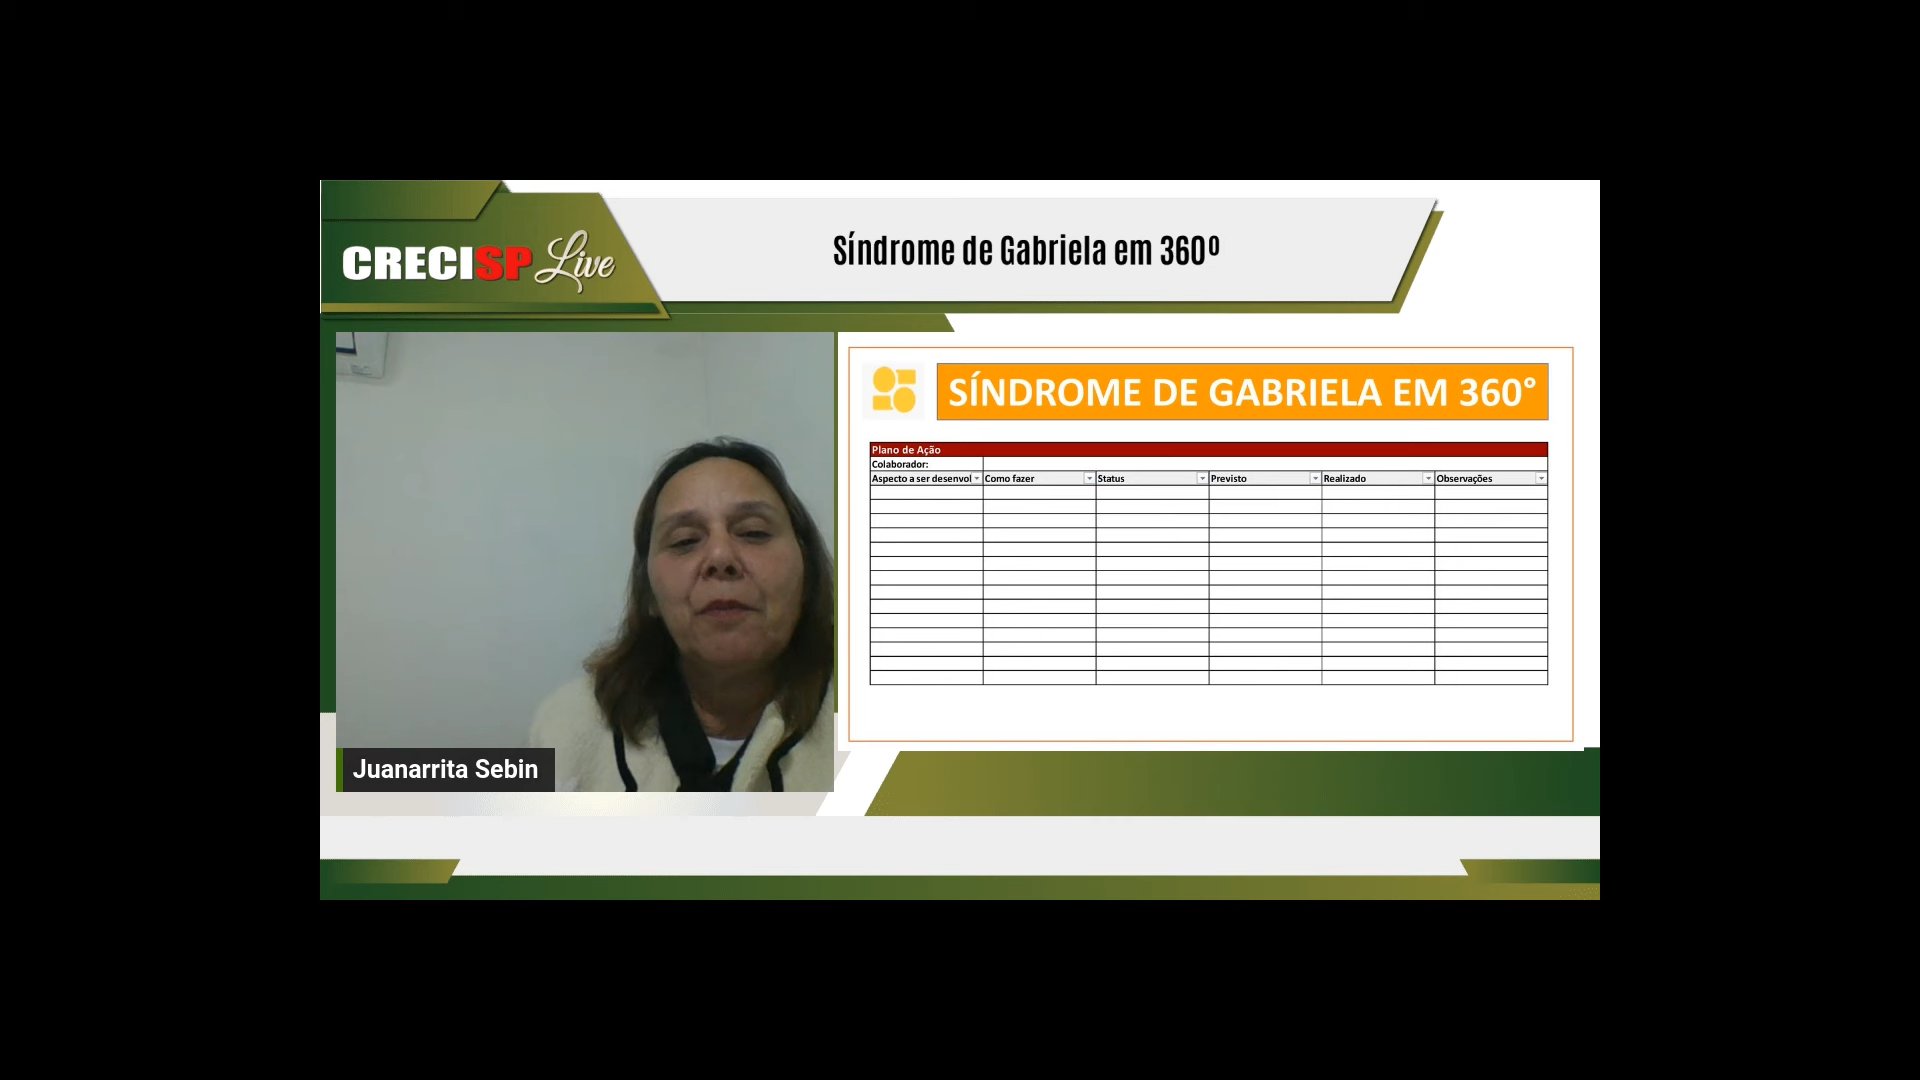 CRECISP Live
Síndrome de Gabriela em 360º
SÍNDROME DE GABRIELA EM 360°
Plano de Ação
Colaborador:
Aspecto a ser desenvol Como fazer Status Previsto Realizado Observações
Juanarrita Sebin